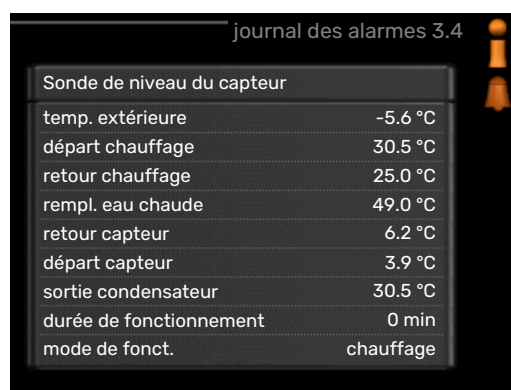 journal des alarmes 3.4
Sonde de niveau du capteur
temp. extérieure -5.6 °C
départ chauffage 30.5 °C
retour chauffage 25.0 °C
rempl. eau chaude 49.0 °C
retour capteur 6.2 °C
départ capteur 3.9 °C
sortie condensateur 30.5 °C
durée de fonctionnement 0 min
mode de fonct. chauffage